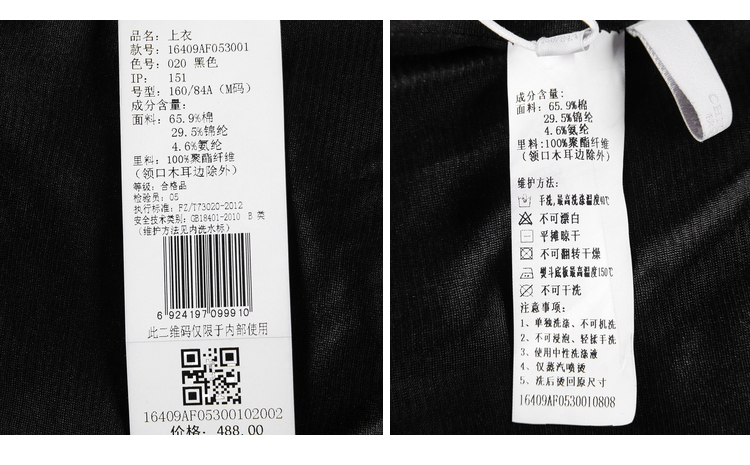 品名: 上衣
款号: 16409AF053001
色号: 020 黑色
IP: 151
号型: 160/84A (M码)
成分含量:
面料: 65.9%棉
29.5%锦纶
4.6%氨纶
里料: 100%聚酯纤维
(领口木耳边除外)
等级: 合格品
检验员: 05
执行标准: FZ/T73020-2012
安全技术类别: GB18401-2010 B 类
(维护方法见内洗水标)
6 924197 099910
此二维码仅限于内部使用
16409AF05300102002
价格: 488.00
成分含量:
面料: 65.9%棉
29.5%锦纶
4.6%氨纶
里料: 100%聚酯纤维
(领口木耳边除外)
维护方法:
手洗,最高洗涤温度40℃
不可漂白
平摊晾干
不可翻转干燥
熨斗底板最高温度150℃
不可干洗
注意事项:
1、单独洗涤、不可机洗
2、不可浸泡、轻揉手洗
3、使用中性洗涤液
4、仅蒸汽熨烫
5、洗后烫回原尺寸
16409AF0530010808